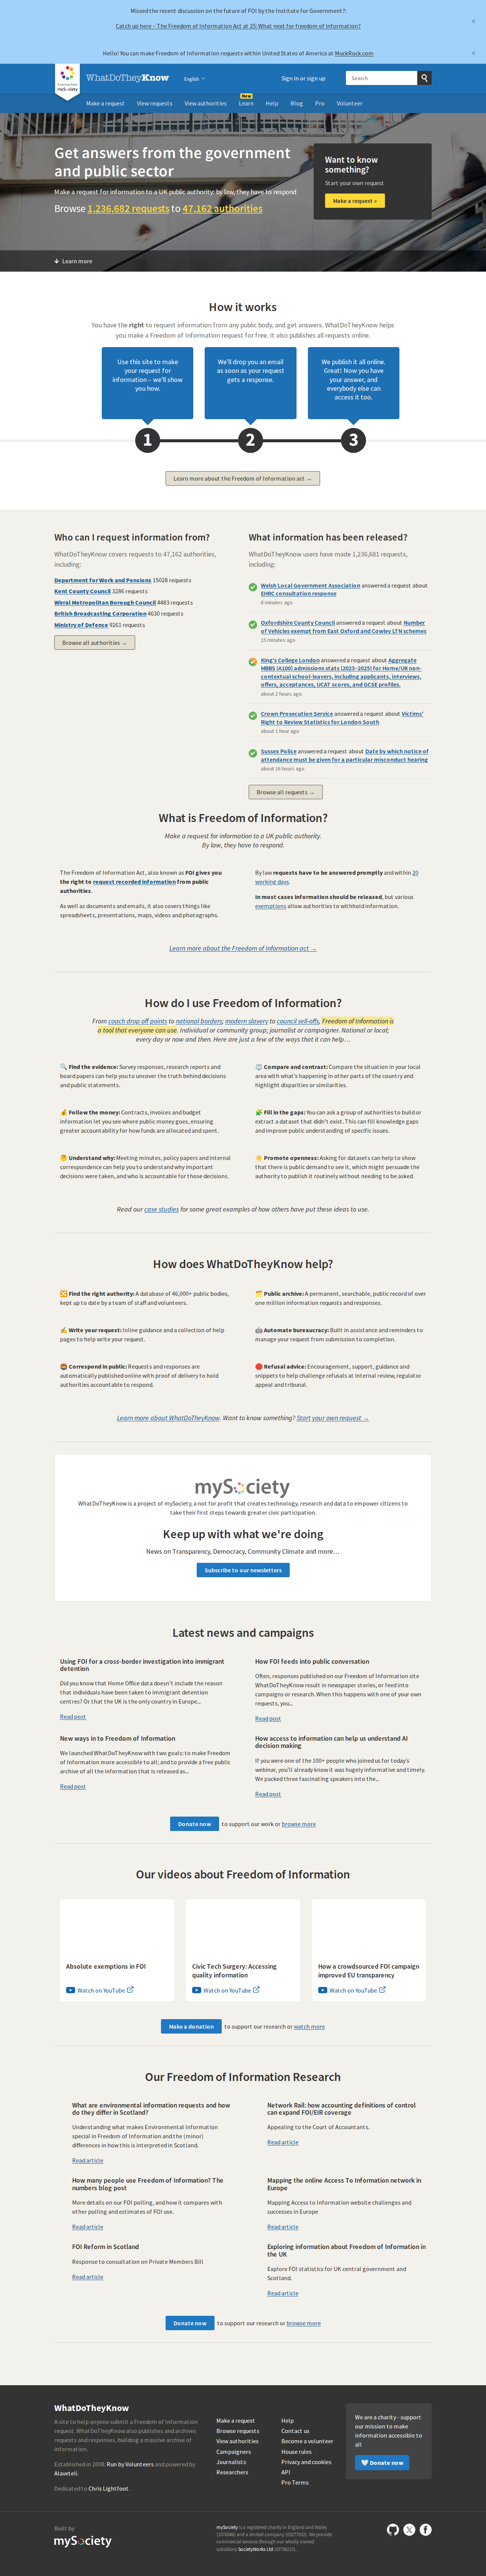 Missed the recent discussion on the future of FOI by the Institute for Government?:
Catch up here – The Freedom of Information Act at 25: What next for freedom of information?
×
Hello! You can make Freedom of Information requests within United States of America at MuckRock.com
×
mySociety
WhatDoTheyKnow
English
Sign in or sign up
Search
Make a request
View requests
View authorities
New
Learn
Help
Blog
Pro
Volunteer
Get answers from the government
and public sector
Make a request for information to a UK public authority: by law, they have to respond
Browse 1,236,682 requests to 47,162 authorities
Want to know
something?
Start your own request
Make a request »
↓ Learn more
How it works
You have the right to request information from any public body, and get answers. WhatDoTheyKnow helps
you make a Freedom of Information request for free. It also publishes all requests online.
Use this site to make
your request for
information – we'll show
you how.
We'll drop you an email
as soon as your request
gets a response.
We publish it all online.
Great! Now you have
your answer, and
everybody else can
access it too.
1
2
3
Learn more about the Freedom of Information act →
Who can I request information from?
WhatDoTheyKnow covers requests to 47,162 authorities,
including:
Department for Work and Pensions 15028 requests
Kent County Council 3286 requests
Wirral Metropolitan Borough Council 4483 requests
British Broadcasting Corporation 4630 requests
Ministry of Defence 9261 requests
Browse all authorities →
What information has been released?
WhatDoTheyKnow users have made 1,236,681 requests,
including:
Welsh Local Government Association answered a request about
EHRC consultation response
9 minutes ago
Oxfordshire County Council answered a request about Number
of Vehicles exempt from East Oxford and Cowley LTN schemes
15 minutes ago
King's College London answered a request about Aggregate
MBBS (A100) admissions stats (2023–2025) for Home/UK non-
contextual school-leavers, including applicants, interviews,
offers, acceptances, UCAT scores, and GCSE profiles.
about 2 hours ago
Crown Prosecution Service answered a request about Victims'
Right to Review Statistics for London South
about 1 hour ago
Sussex Police answered a request about Date by which notice of
attendance must be given for a particular misconduct hearing
about 16 hours ago
Browse all requests →
What is Freedom of Information?
Make a request for information to a UK public authority.
By law, they have to respond.
The Freedom of Information Act, also known as FOI gives you
the right to request recorded information from public
authorities.
As well as documents and emails, it also covers things like
spreadsheets, presentations, maps, videos and photographs.
By law requests have to be answered promptly and within 20
working days.
In most cases information should be released, but various
exemptions allow authorities to withhold information.
Learn more about the Freedom of Information act →
How do I use Freedom of Information?
From coach drop off points to national borders; modern slavery to council sell-offs, Freedom of Information is
a tool that everyone can use. Individual or community group; journalist or campaigner. National or local;
every day or now and then. Here are just a few of the ways that it can help…
🔍 Find the evidence: Survey responses, research reports and
board papers can help you to uncover the truth behind decisions
and public statements.
⚖️ Compare and contrast: Compare the situation in your local
area with what's happening in other parts of the country and
highlight disparities or similarities.
💰 Follow the money: Contracts, invoices and budget
information let you see where public money goes, ensuring
greater accountability for how funds are allocated and spent.
🧩 Fill in the gaps: You can ask a group of authorities to build or
extract a dataset that didn't exist. This can fill knowledge gaps
and improve public understanding of specific issues.
🤔 Understand why: Meeting minutes, policy papers and internal
correspondence can help you to understand why important
decisions were taken, and who is accountable for those decisions.
☀️ Promote openness: Asking for datasets can help to show
that there is public demand to see it, which might persuade the
authority to publish it routinely without needing to be asked.
Read our case studies for some great examples of how others have put these ideas to use.
How does WhatDoTheyKnow help?
🔀 Find the right authority: A database of 46,000+ public bodies,
kept up to date by a team of staff and volunteers.
🗂️ Public archive: A permanent, searchable, public record of over
one million information requests and responses.
✍️ Write your request: Inline guidance and a collection of help
pages to help write your request.
🤖 Automate bureaucracy: Built in assistance and reminders to
manage your request from submission to completion.
Correspond in public: Requests and responses are
automatically published online with proof of delivery to hold
authorities accountable to respond.
🛑 Refusal advice: Encouragement, support, guidance and
snippets to help challenge refusals at internal review, regulator
appeal and tribunal.
Learn more about WhatDoTheyKnow. Want to know something? Start your own request →
mySociety
WhatDoTheyKnow is a project of mySociety, a not for profit that creates technology, research and data to empower citizens to
take their first steps towards greater civic participation.
Keep up with what we're doing
News on Transparency, Democracy, Community Climate and more…
Subscribe to our newsletters
Latest news and campaigns
Using FOI for a cross-border investigation into immigrant
detention
Did you know that Home Office data doesn't include the reason
that individuals have been taken to immigrant detention
centres? Or that the UK is the only country in Europe...
Read post
How FOI feeds into public conversation
Often, responses published on our Freedom of Information site
WhatDoTheyKnow result in newspaper stories, or feed into
campaigns or research. When this happens with one of your own
requests, you...
Read post
New ways in to Freedom of Information
We launched WhatDoTheyKnow with two goals: to make Freedom
of Information more accessible to all; and to provide a free public
archive of all the information that is released as...
Read post
How access to information can help us understand AI
decision making
If you were one of the 100+ people who joined us for today's
webinar, you'll already know it was hugely informative and timely.
We packed three fascinating speakers into the...
Read post
Donate now to support our work or browse more
Our videos about Freedom of Information
Absolute exemptions in FOI
Watch on YouTube
Civic Tech Surgery: Accessing
quality information
Watch on YouTube
How a crowdsourced FOI campaign
improved EU transparency
Watch on YouTube
Make a donation to support our research or watch more
Our Freedom of Information Research
What are environmental information requests and how
do they differ in Scotland?
Understanding what makes Environmental Information
special in Freedom of Information and the (minor)
differences in how this is interpreted in Scotland.
Read article
Network Rail: how accounting definitions of control
can expand FOI/EIR coverage
Appealing to the Court of Accountants.
Read article
How many people use Freedom of Information? The
numbers blog post
More details on our FOI polling, and how it compares with
other polling and estimates of FOI use.
Read article
Mapping the online Access To Information network in
Europe
Mapping Access to Information website challenges and
successes in Europe
Read article
FOI Reform in Scotland
Response to consultation on Private Members Bill
Read article
Exploring information about Freedom of Information in
the UK
Explore FOI statistics for UK central government and
Scotland.
Read article
Donate now to support our research or browse more
WhatDoTheyKnow
A site to help anyone submit a Freedom of Information
request. WhatDoTheyKnow also publishes and archives
requests and responses, building a massive archive of
information.
Established in 2008. Run by Volunteers and powered by
Alaveteli.
Dedicated to Chris Lightfoot.
Make a request
Browse requests
View authorities
Campaigners
Journalists
Researchers
Help
Contact us
Become a volunteer
House rules
Privacy and cookies
API
Pro Terms
We are a charity - support
our mission to make
information accessible to
all
🤍 Donate now
Built by
mySociety
mySociety is a registered charity in England and Wales
(1076346) and a limited company (03277032). We provide
commercial services through our wholly owned
subsidiary SocietyWorks Ltd (05798215).